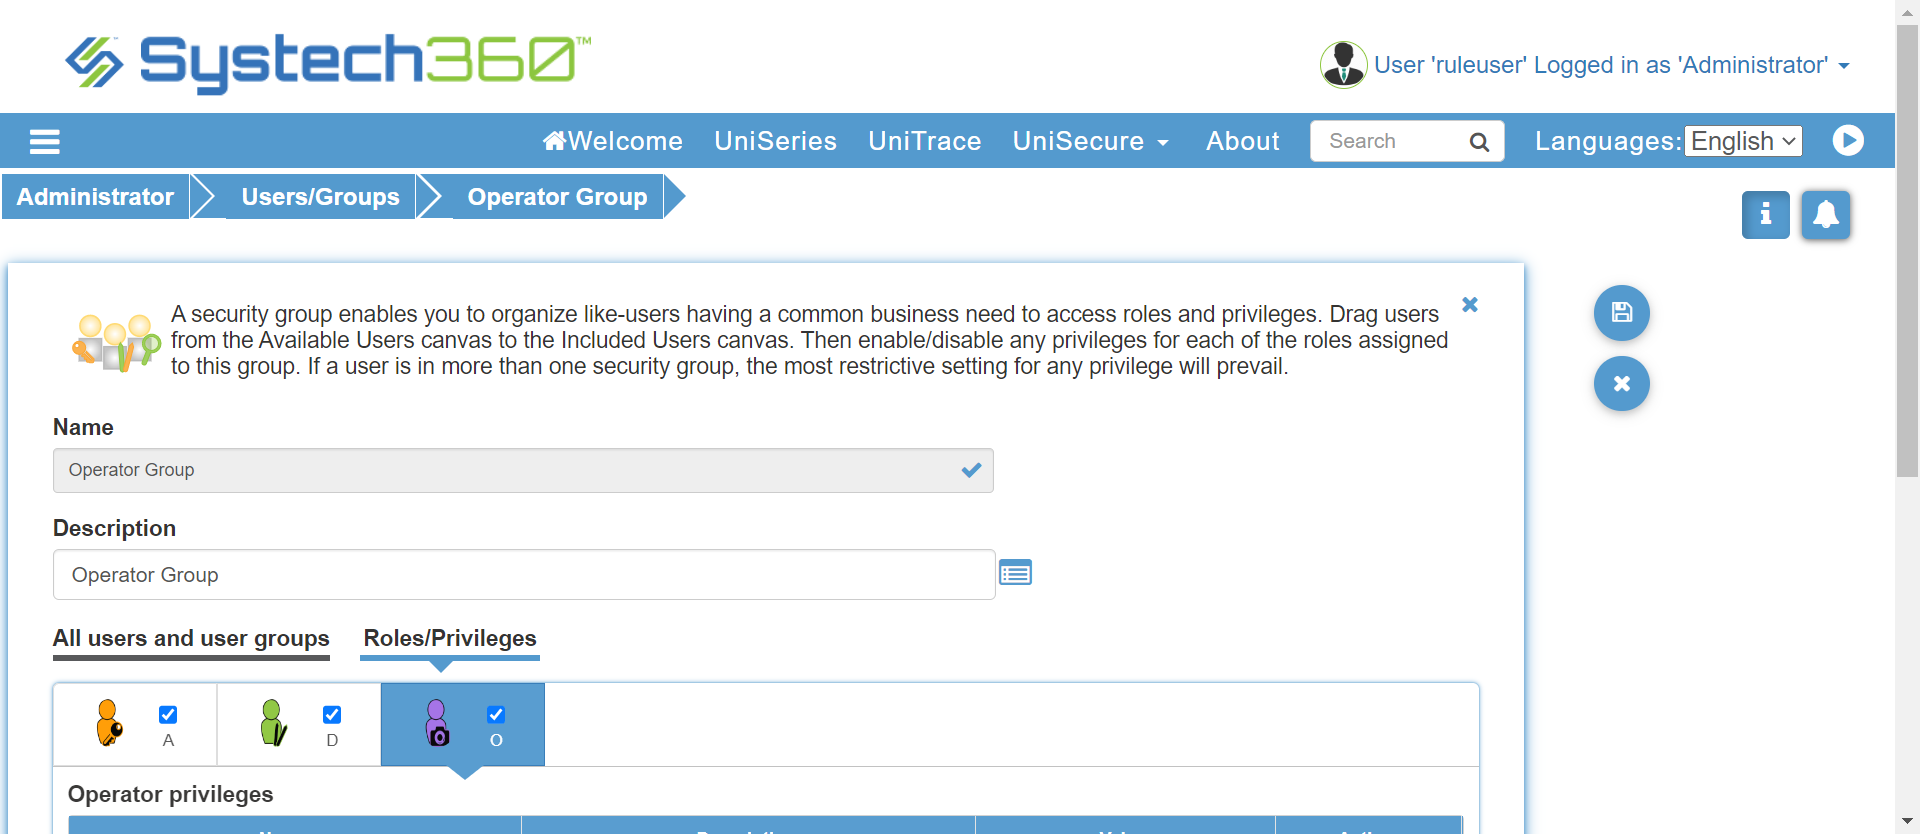 Systech360™
User 'ruleuser' Logged in as 'Administrator'
Welcome UniSeries UniTrace UniSecure About Search Languages: English
Administrator Users/Groups Operator Group
A security group enables you to organize like-users having a common business need to access roles and privileges. Drag users
from the Available Users canvas to the Included Users canvas. Then enable/disable any privileges for each of the roles assigned
to this group. If a user is in more than one security group, the most restrictive setting for any privilege will prevail.
Name
Operator Group
Description
Operator Group
All users and user groups Roles/Privileges
A D O
Operator privileges